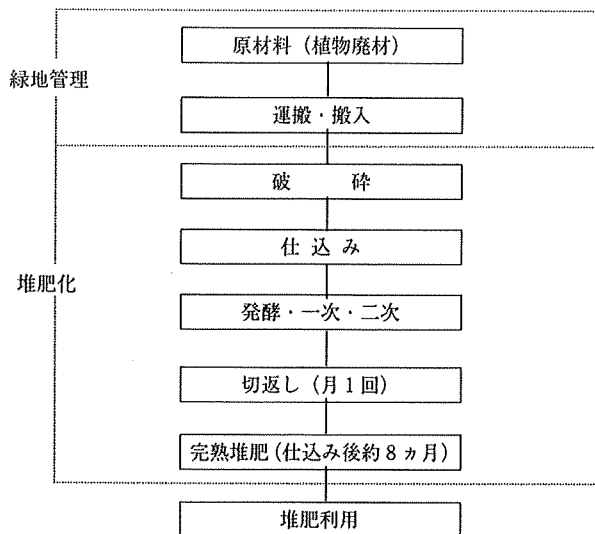 原材料（植物廃材）
緑地管理
運搬・搬入
破　　砕
仕 込 み
堆肥化
発酵・一次・二次
切返し（月１回）
完熟堆肥（仕込み後約８ヵ月）
堆肥利用